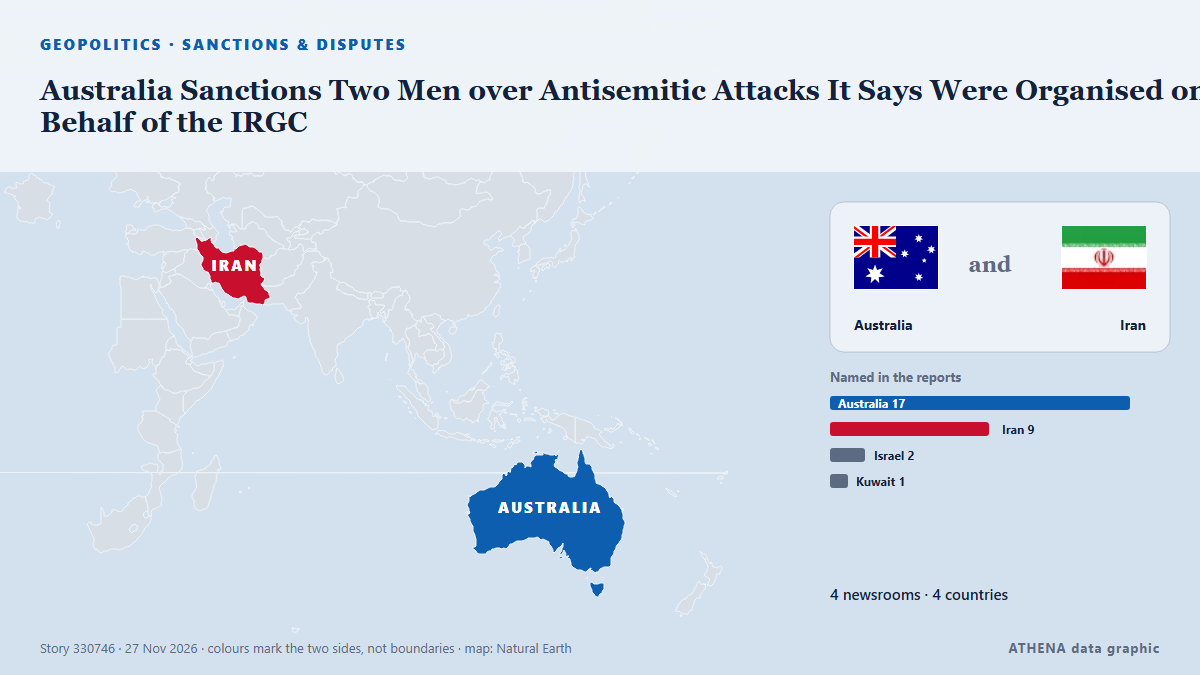 GEOPOLITICS · SANCTIONS & DISPUTES
Australia Sanctions Two Men over Antisemitic Attacks It Says Were Organised on
Behalf of the IRGC
IRAN
AUSTRALIA
and
Australia
Iran
Named in the reports
Australia 17
Iran 9
Israel 2
Kuwait 1
4 newsrooms · 4 countries
Story 330746 · 27 Nov 2026 · colours mark the two sides, not boundaries · map: Natural Earth
ATHENA data graphic